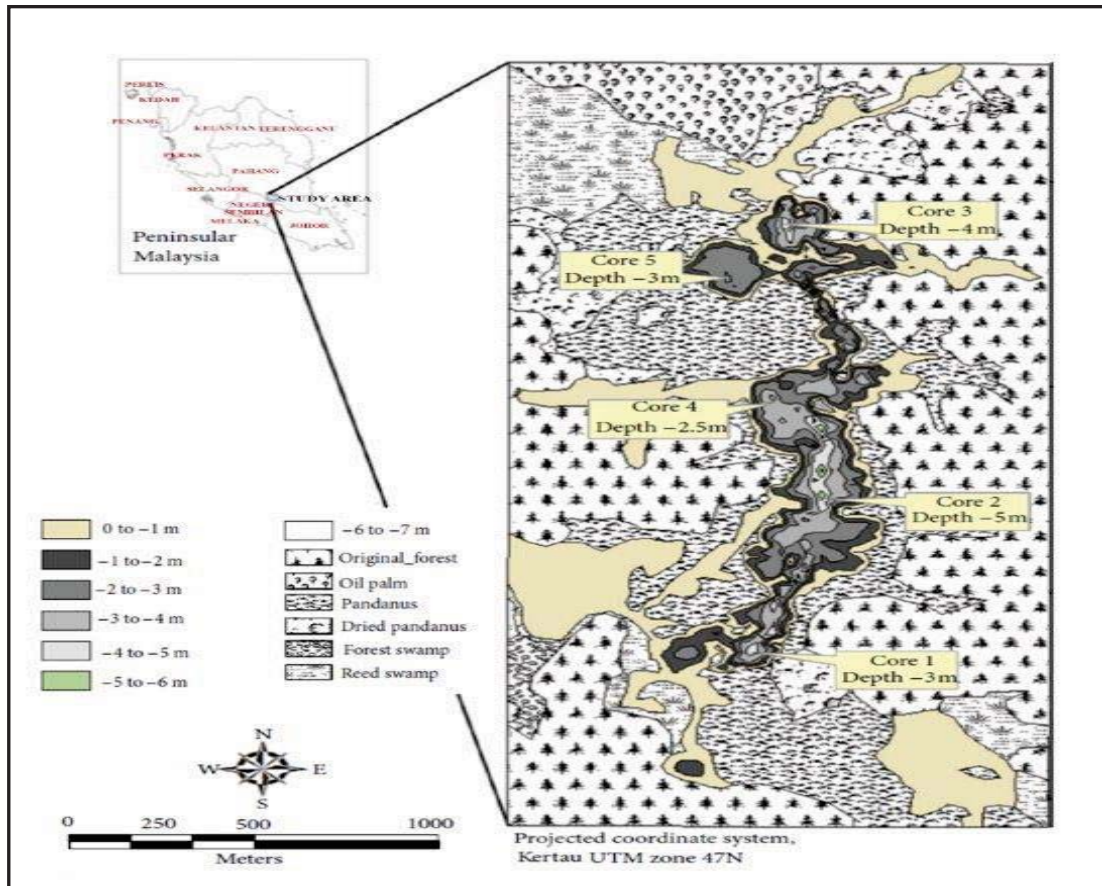 PERLIS
KEDAH
PENANG
KELANTAN TERENGGANU
PERAK
PAHANG
SELANGOR
STUDY AREA
NEGERI
SEMBILAN
MELAKA
JOHOR
Peninsular
Malaysia
Core 3
Depth −4 m
Core 5
Depth −3m
Core 4
Depth −2.5m
Core 2
Depth −5m
Core 1
Depth −3m
0 to −1 m
−1 to −2 m
−2 to −3 m
−3 to −4 m
−4 to −5 m
−5 to −6 m
−6 to −7 m
Original_forest
Oil palm
Pandanus
Dried pandanus
Forest swamp
Reed swamp
N
W E
S
0 250 500 1000
Meters
Projected coordinate system,
Kertau UTM zone 47N